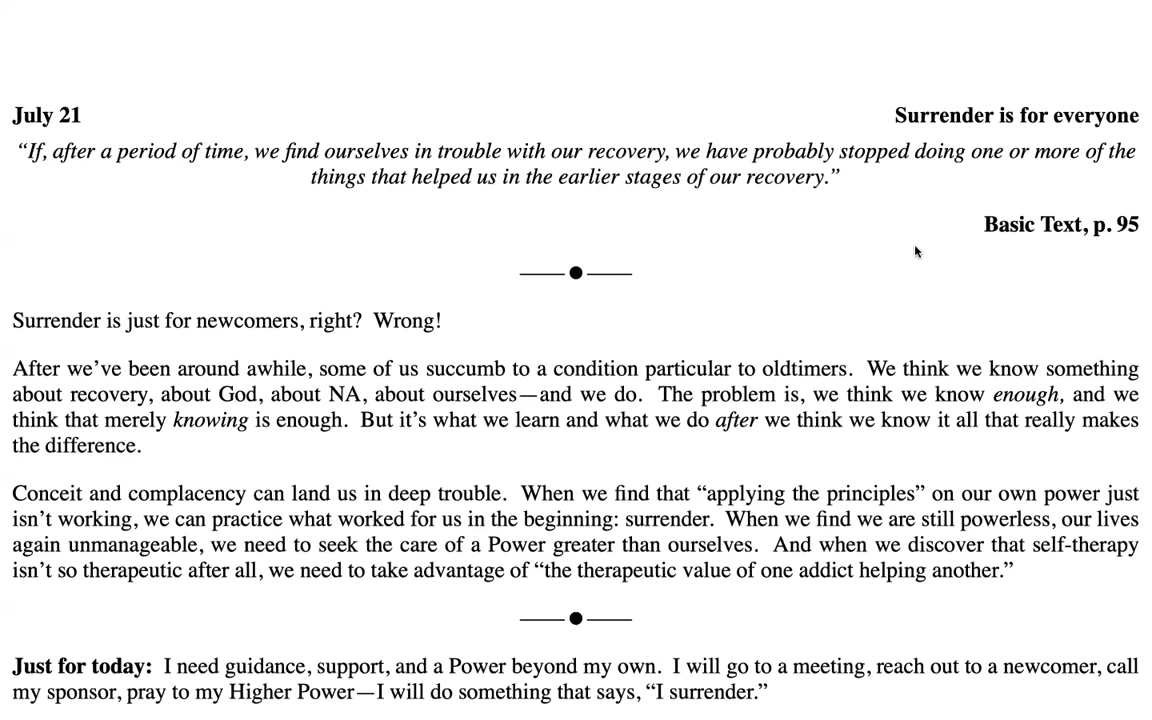 July 21 Surrender is for everyone
“If, after a period of time, we find ourselves in trouble with our recovery, we have probably stopped doing one or more of the
things that helped us in the earlier stages of our recovery.”
Basic Text, p. 95
Surrender is just for newcomers, right?  Wrong!
After we’ve been around awhile, some of us succumb to a condition particular to oldtimers.  We think we know something
about recovery, about God, about NA, about ourselves—and we do.  The problem is, we think we know enough, and we
think that merely knowing is enough.  But it’s what we learn and what we do after we think we know it all that really makes
the difference.
Conceit and complacency can land us in deep trouble.  When we find that “applying the principles” on our own power just
isn’t working, we can practice what worked for us in the beginning: surrender.  When we find we are still powerless, our lives
again unmanageable, we need to seek the care of a Power greater than ourselves.  And when we discover that self-therapy
isn’t so therapeutic after all, we need to take advantage of “the therapeutic value of one addict helping another.”
Just for today:  I need guidance, support, and a Power beyond my own.  I will go to a meeting, reach out to a newcomer, call
my sponsor, pray to my Higher Power—I will do something that says, “I surrender.”